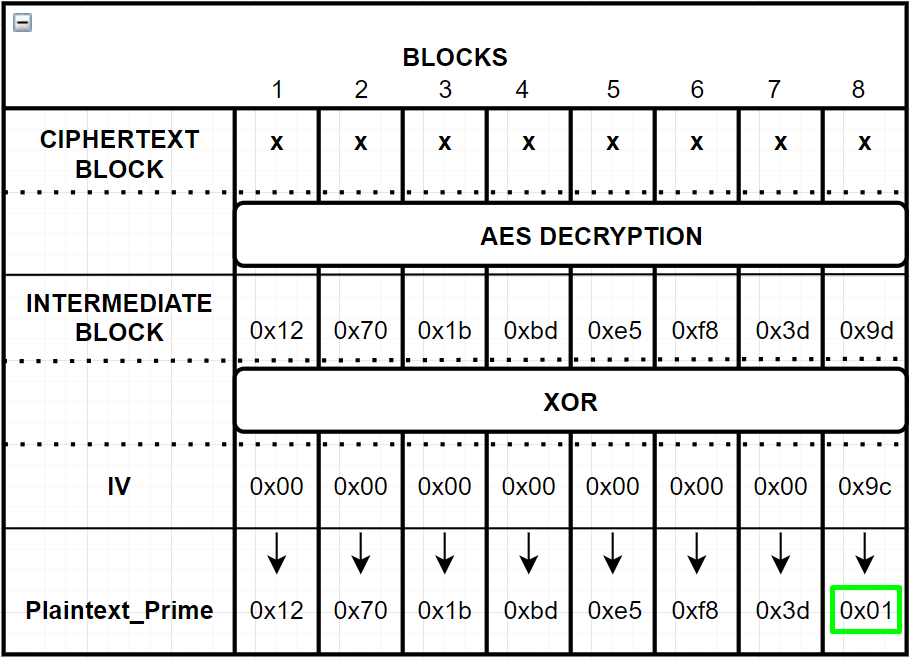 BLOCKS
1 2 3 4 5 6 7 8
CIPHERTEXT
BLOCK
x x x x x x x x
AES DECRYPTION
INTERMEDIATE
BLOCK
0x12 0x70 0x1b 0xbd 0xe5 0xf8 0x3d 0x9d
XOR
IV 0x00 0x00 0x00 0x00 0x00 0x00 0x00 0x9c
Plaintext_Prime 0x12 0x70 0x1b 0xbd 0xe5 0xf8 0x3d 0x01